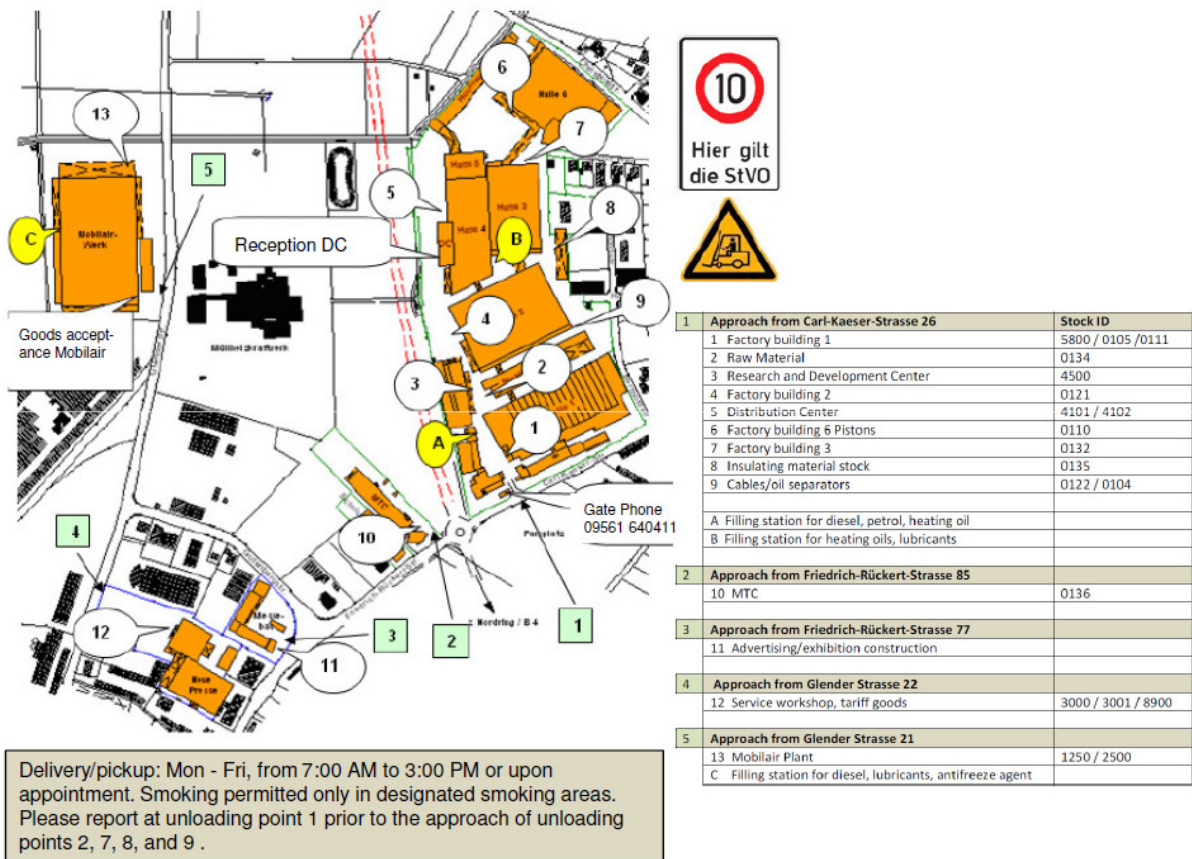 6
Halle 6
13
7
10
Hier gilt
die StVO
5
Halle 5
5
Halle 3
8
C
Mobilair-
Werk
Reception DC
DC
Halle 4
B
9
Goods accept-
ance Mobilair
4
Müllheizkraftwerk
3
2
A
1
MTC
Gate Phone
09561 640411
10
Parkplatz
4
Friedrich-Rückert-Str.
z. Nordring / B 4
12
3
2
1
11
Neue
Presse
Delivery/pickup: Mon - Fri, from 7:00 AM to 3:00 PM or upon
appointment. Smoking permitted only in designated smoking areas.
Please report at unloading point 1 prior to the approach of unloading
points 2, 7, 8, and 9 .
1 Approach from Carl-Kaeser-Strasse 26 Stock ID
1 Factory building 1 5800 / 0105 /0111
2 Raw Material 0134
3 Research and Development Center 4500
4 Factory building 2 0121
5 Distribution Center 4101 / 4102
6 Factory building 6 Pistons 0110
7 Factory building 3 0132
8 Insulating material stock 0135
9 Cables/oil separators 0122 / 0104
A Filling station for diesel, petrol, heating oil
B Filling station for heating oils, lubricants
2 Approach from Friedrich-Rückert-Strasse 85
10 MTC 0136
3 Approach from Friedrich-Rückert-Strasse 77
11 Advertising/exhibition construction
4 Approach from Glender Strasse 22
12 Service workshop, tariff goods 3000 / 3001 / 8900
5 Approach from Glender Strasse 21
13 Mobilair Plant 1250 / 2500
C Filling station for diesel, lubricants, antifreeze agent